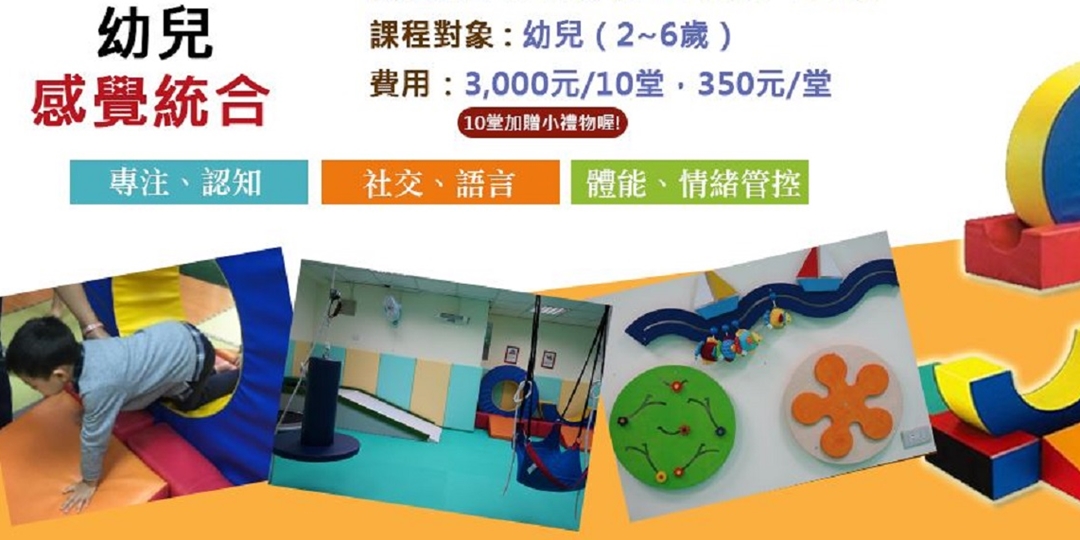 幼兒
感覺統合
課程對象：幼兒（2~6歲）
費用：3,000元/10堂，350元/堂
10堂加贈小禮物喔!
專注、認知
社交、語言
體能、情緒管控